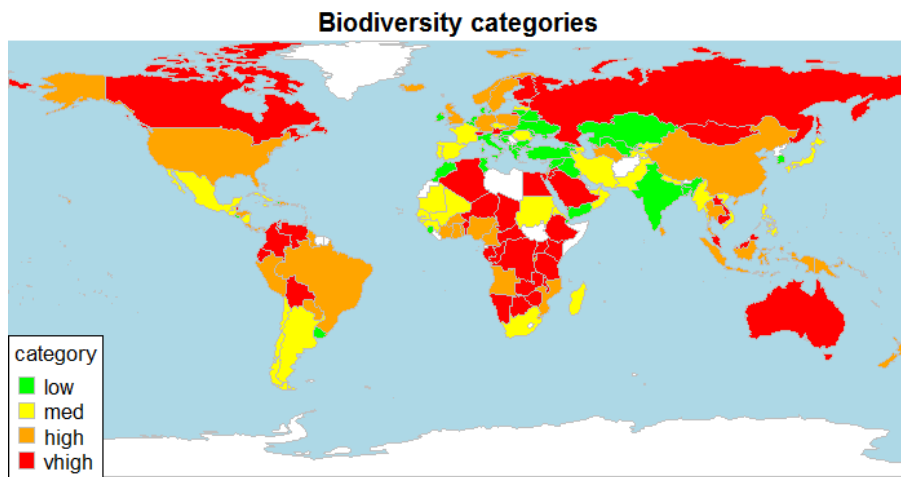 Biodiversity categories
category
low
med
high
vhigh